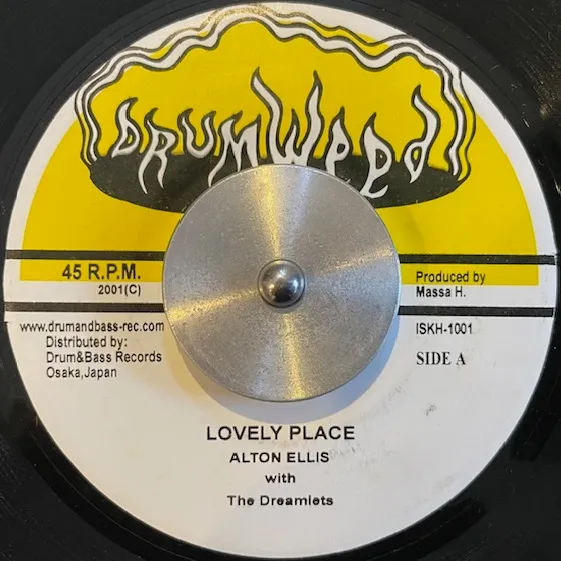 DRUMWEED
45 R.P.M.
2001(C)
Produced by
Massa H.
www.drumandbass-rec.com
Distributed by:
Drum&Bass Records
Osaka,Japan
ISKH-1001
SIDE A
LOVELY PLACE
ALTON ELLIS
with
The Dreamlets